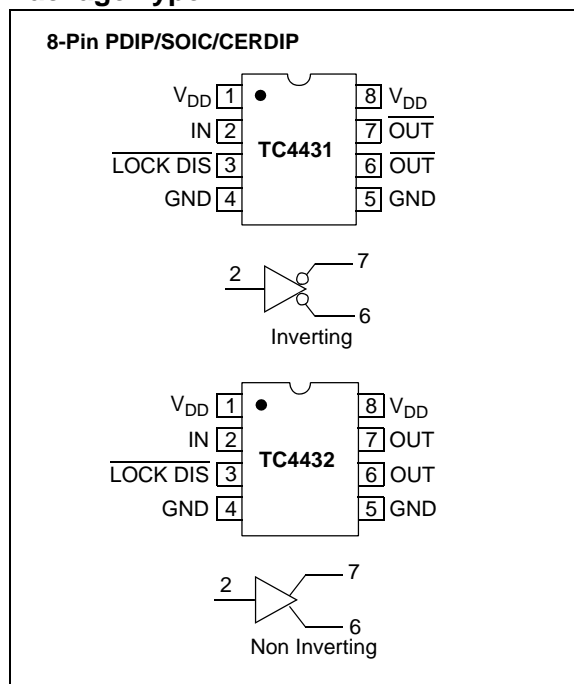 Package Type
8-Pin PDIP/SOIC/CERDIP
VDD 1 8 VDD
IN 2 7 OUT
TC4431
LOCK DIS 3 6 OUT
GND 4 5 GND
2 7
6
Inverting
VDD 1 8 VDD
IN 2 7 OUT
TC4432
LOCK DIS 3 6 OUT
GND 4 5 GND
2 7
6
Non Inverting